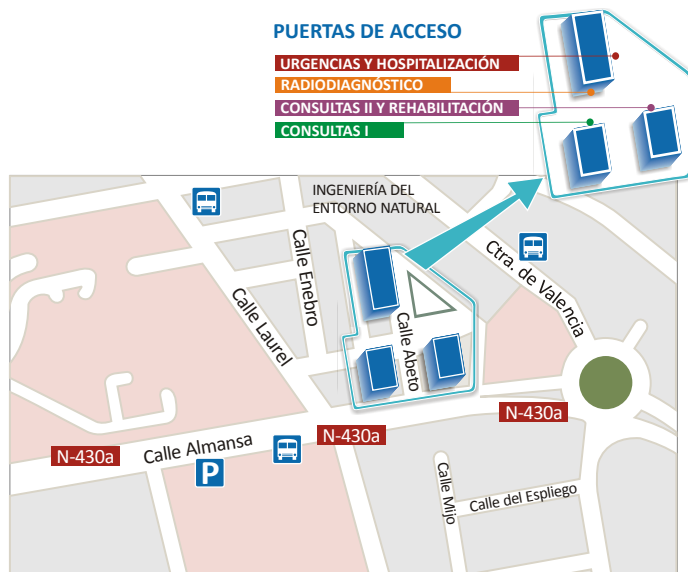 PUERTAS DE ACCESO
URGENCIAS Y HOSPITALIZACIÓN
RADIODIAGNÓSTICO
CONSULTAS II Y REHABILITACIÓN
CONSULTAS I
INGENIERÍA DEL
ENTORNO NATURAL
Calle Enebro
Ctra. de Valencia
Calle Laurel
Calle Abeto
N-430a
N-430a
Calle Almansa
N-430a
P
Calle Mijo
Calle del Espliego